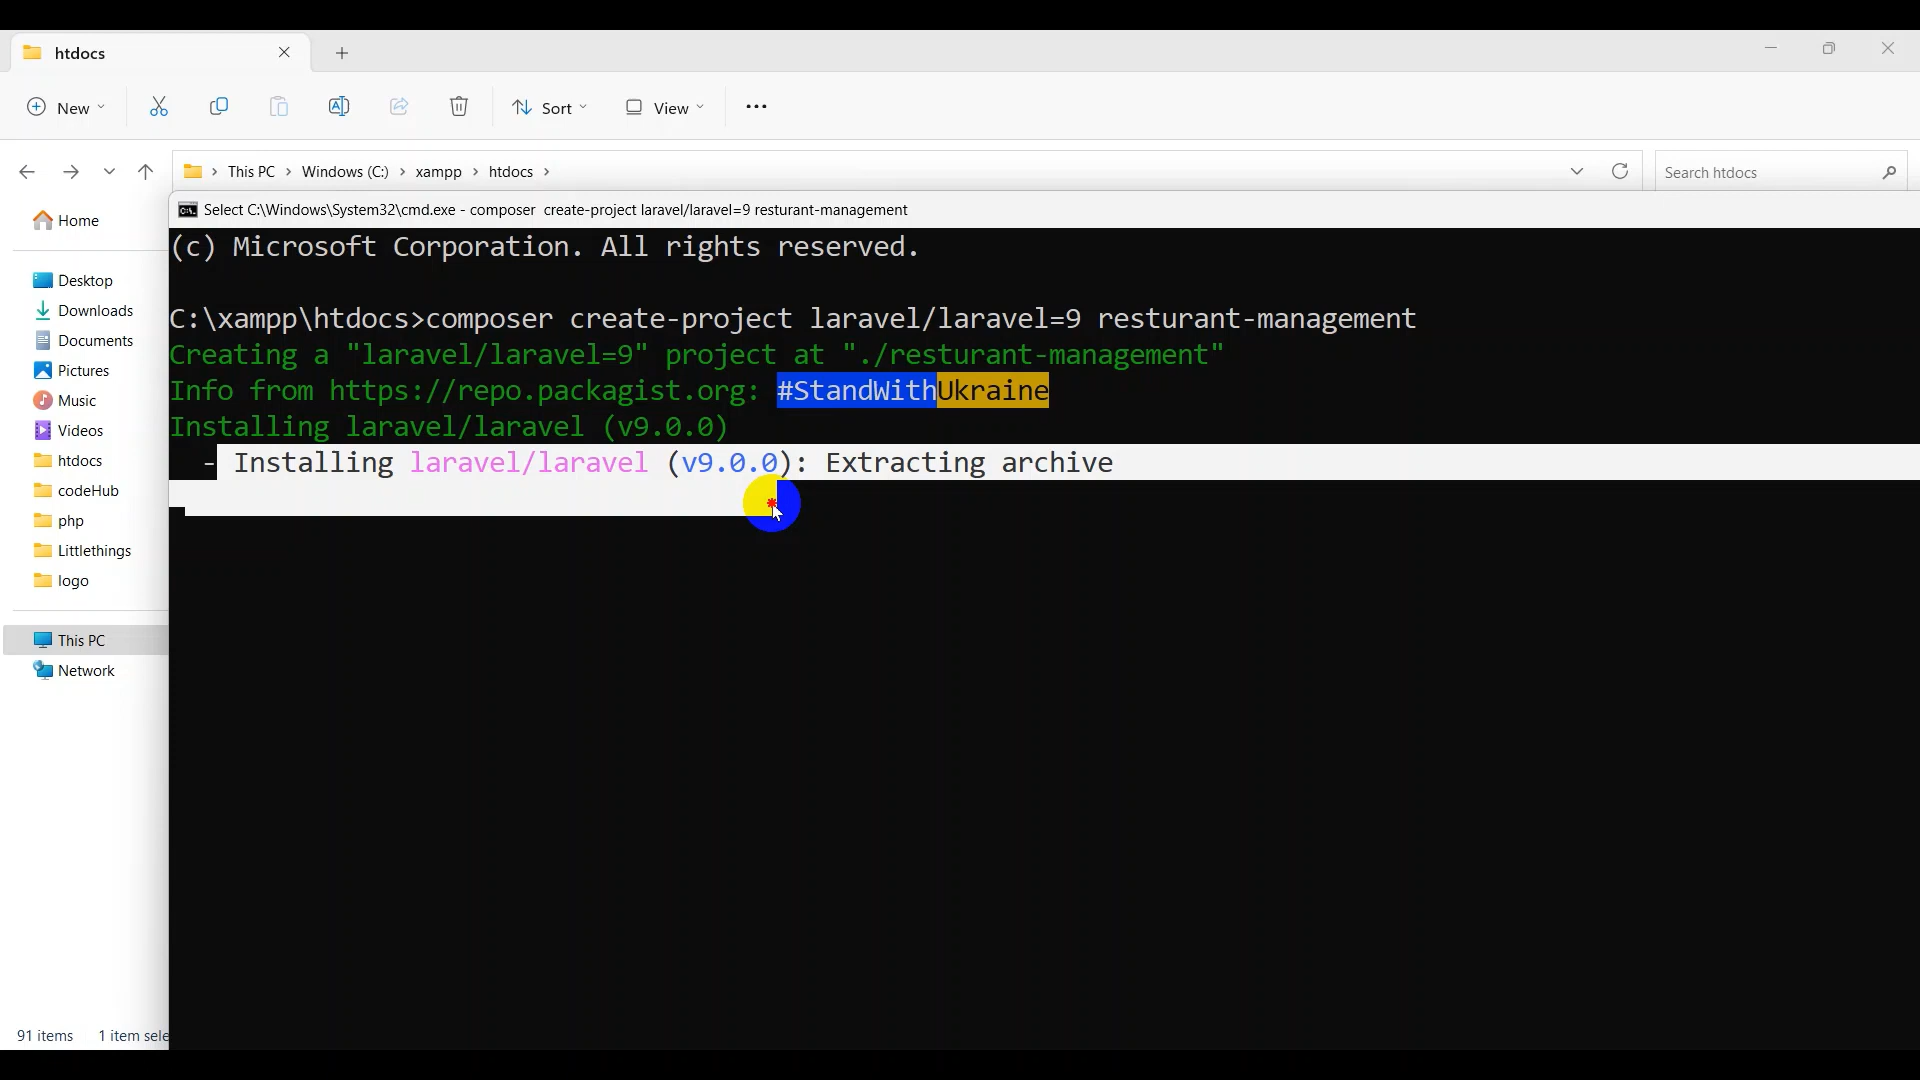 htdocs
New
Sort
View
This PC > Windows (C:) > xampp > htdocs >
Search htdocs
Select C:\Windows\System32\cmd.exe - composer  create-project laravel/laravel=9 resturant-management
(c) Microsoft Corporation. All rights reserved.
C:\xampp\htdocs>composer create-project laravel/laravel=9 resturant-management
Creating a "laravel/laravel=9" project at "./resturant-management"
Info from https://repo.packagist.org: #StandWithUkraine
Installing laravel/laravel (v9.0.0)
- Installing laravel/laravel (v9.0.0): Extracting archive
Home
Desktop
Downloads
Documents
Pictures
Music
Videos
htdocs
codeHub
php
Littlethings
logo
This PC
Network
91 items
1 item sele